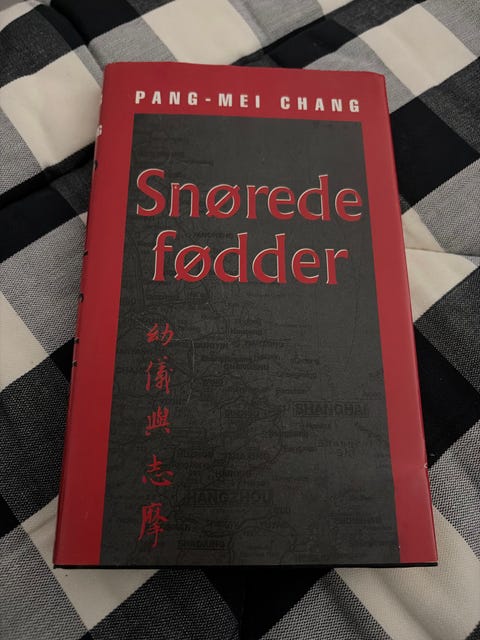 PANG-MEI CHANG
Snørede
fødder
幼儀與志摩
SHANGHAI
HANGZHOU